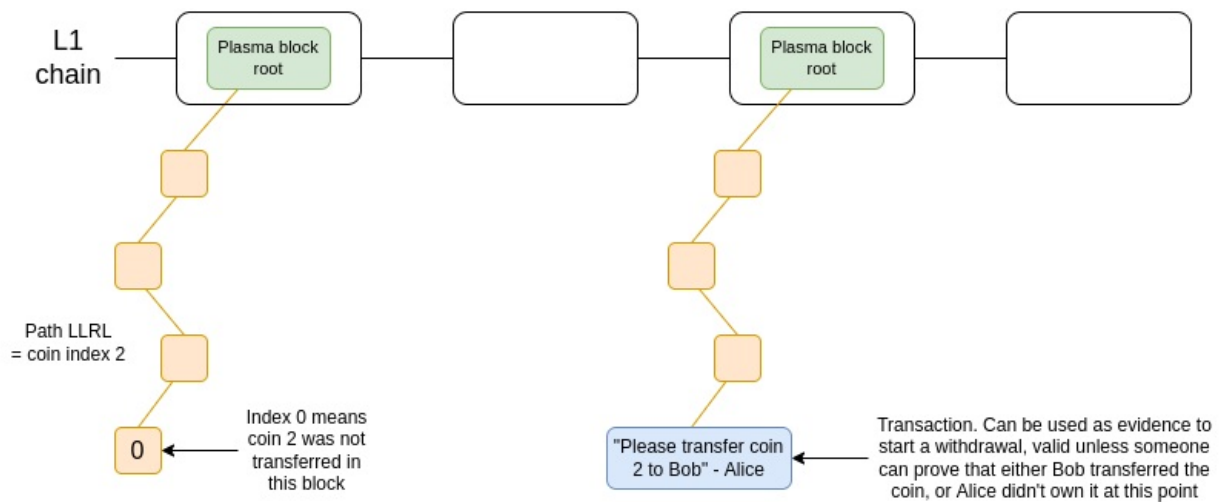 L1
chain
Plasma block
root
Plasma block
root
Path LLRL
= coin index 2
0
Index 0 means
coin 2 was not
transferred in
this block
"Please transfer coin
2 to Bob" - Alice
Transaction. Can be used as evidence to
start a withdrawal, valid unless someone
can prove that either Bob transferred the
coin, or Alice didn't own it at this point